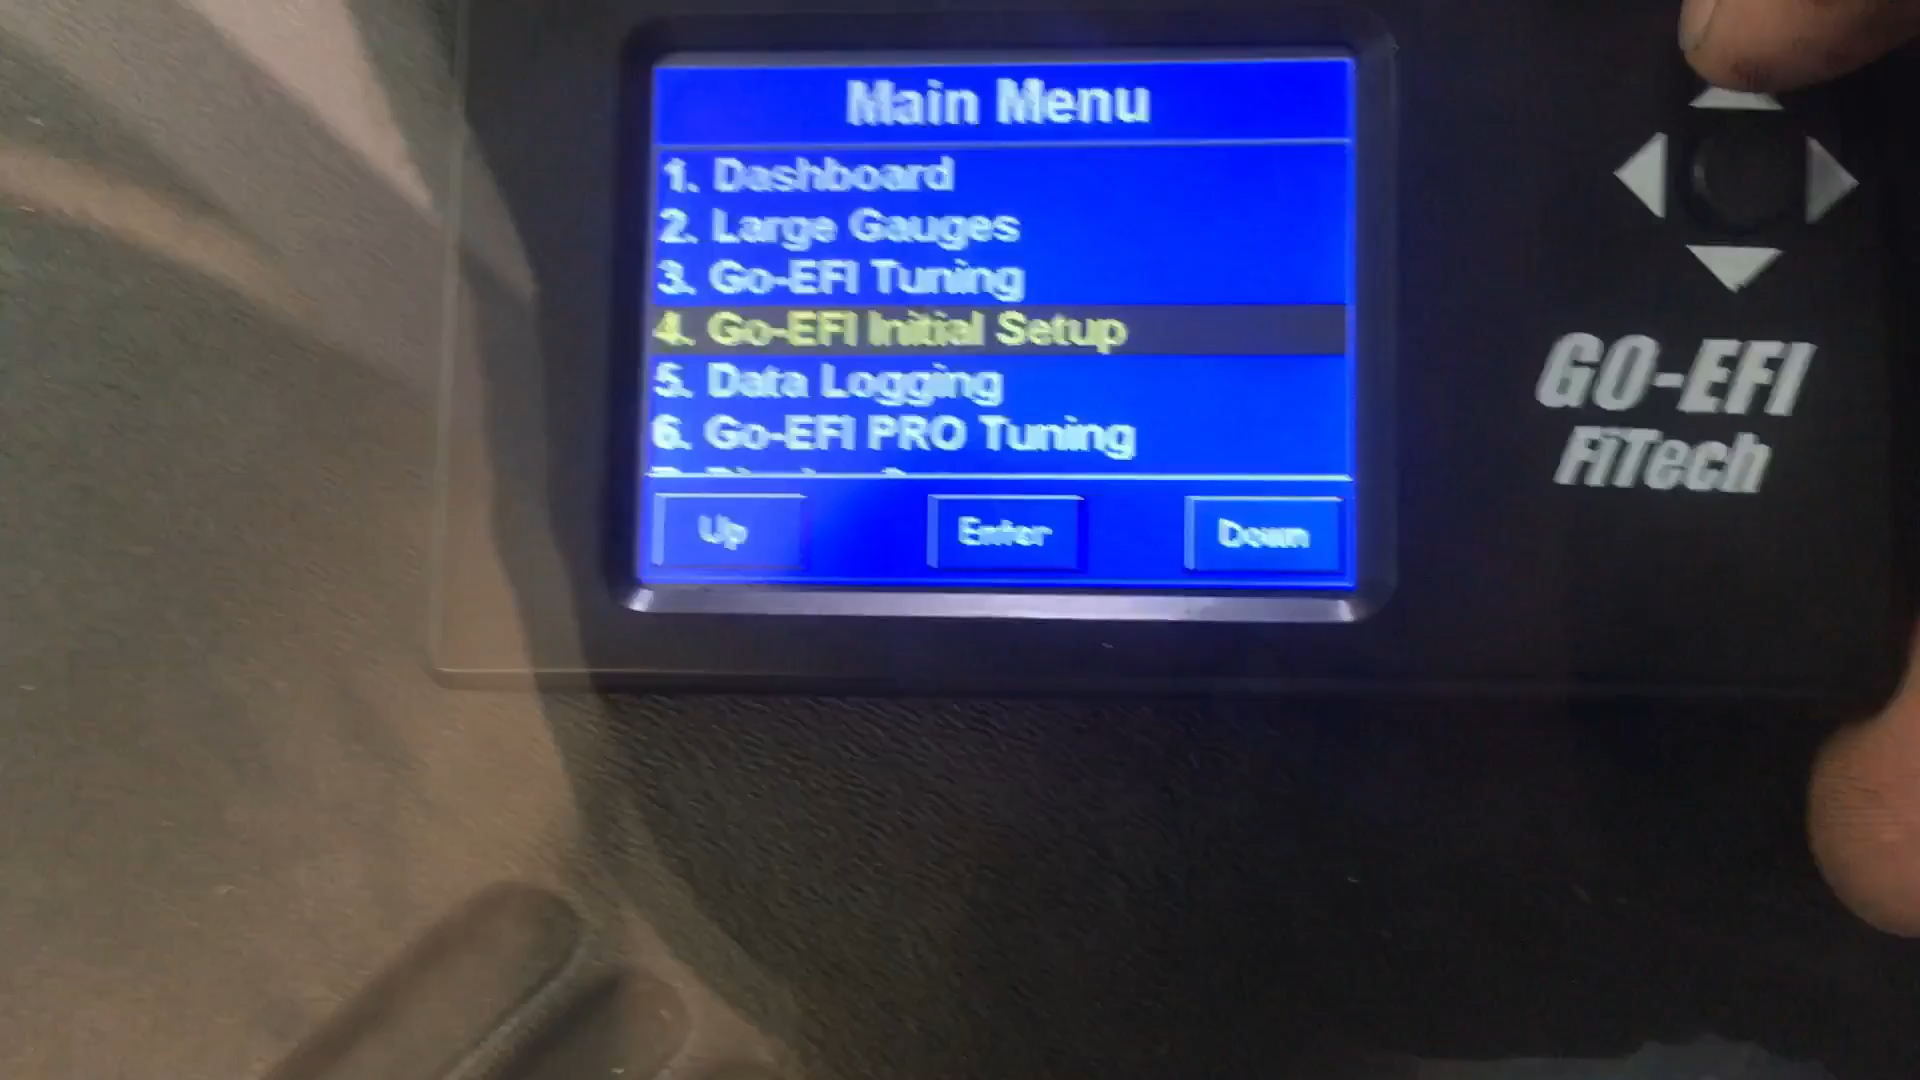 Main Menu
1. Dashboard
2. Large Gauges
3. Go-EFI Tuning
4. Go-EFI Initial Setup
5. Data Logging
6. Go-EFI PRO Tuning
Up Enter Down
GO-EFI
FiTech